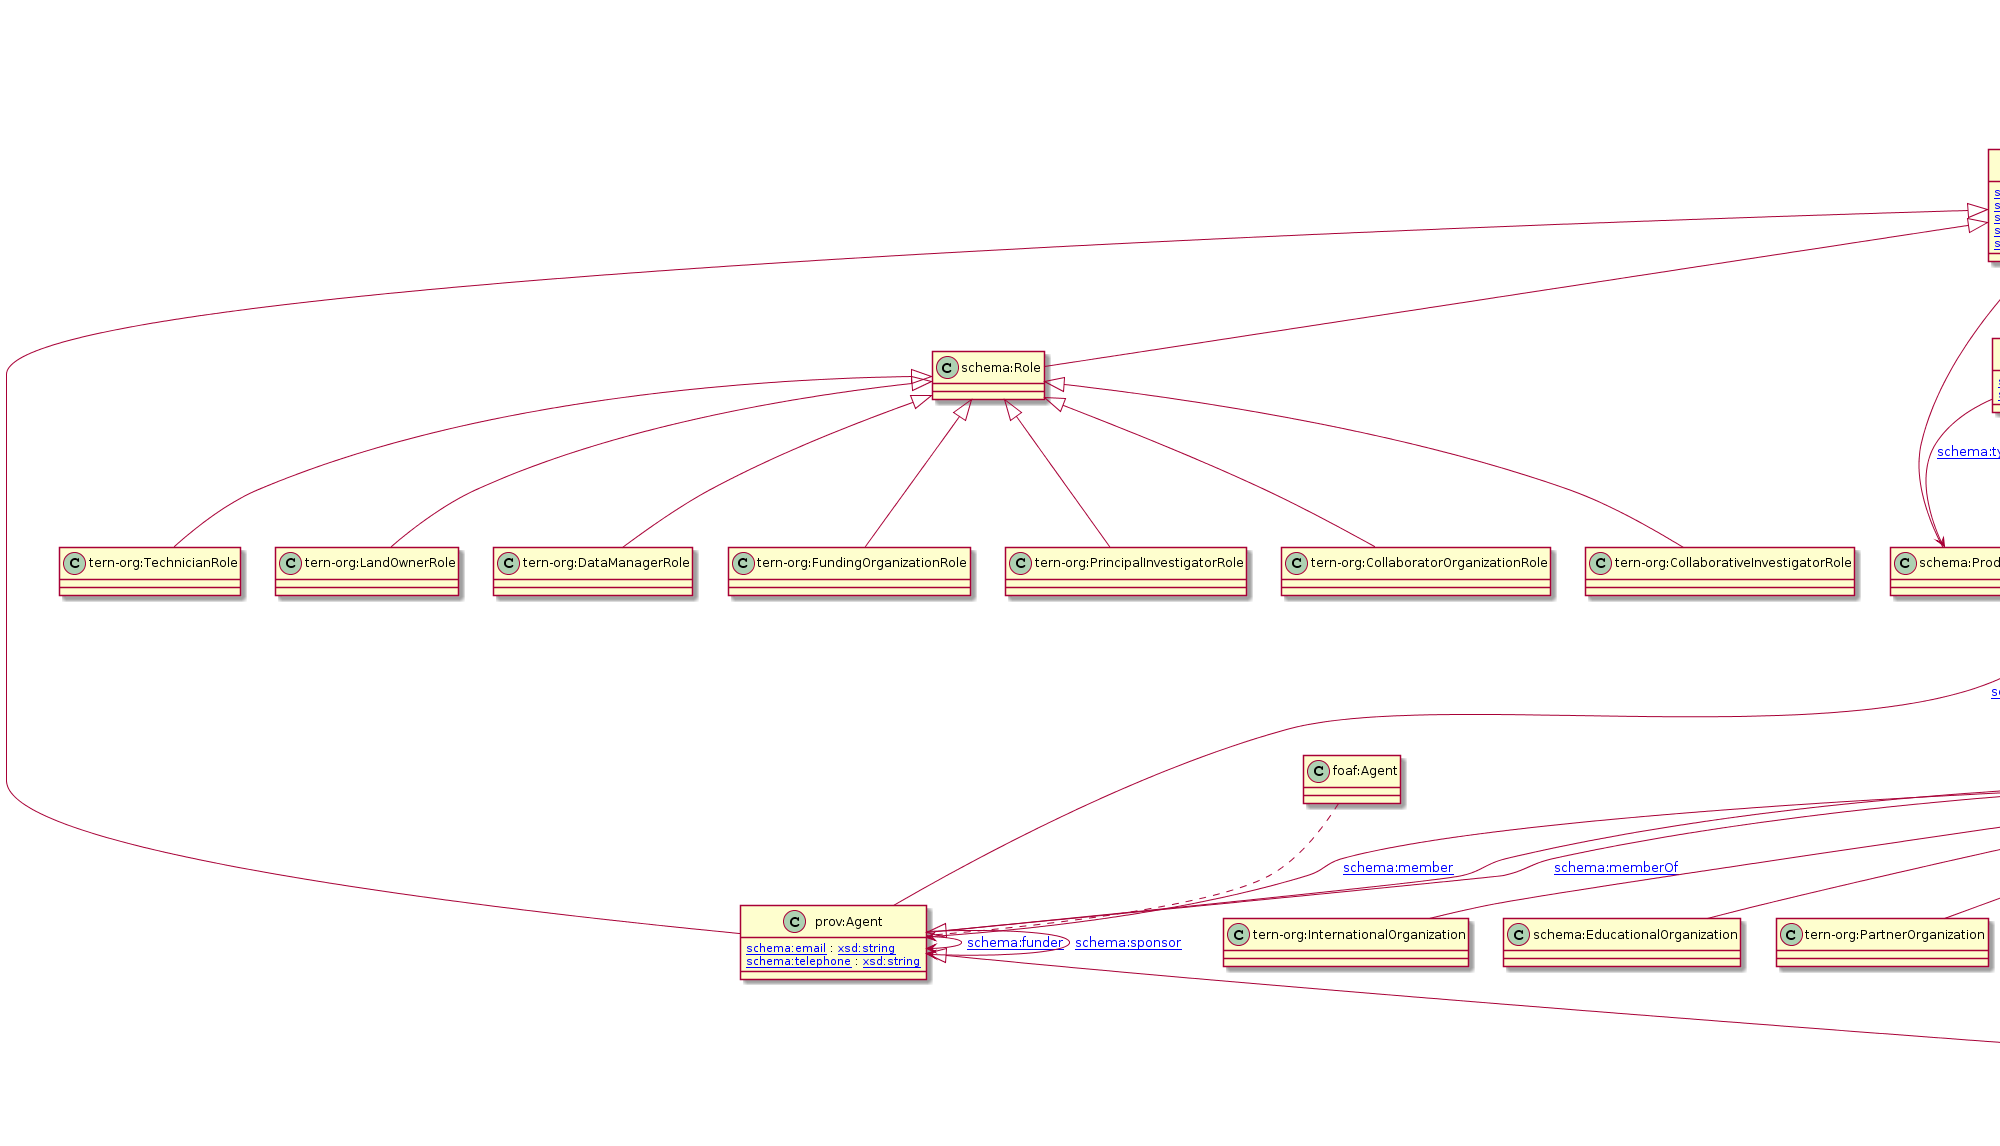 C schema:Role
schema:ty
C tern-org:TechnicianRole
C tern-org:LandOwnerRole
C tern-org:DataManagerRole
C tern-org:FundingOrganizationRole
C tern-org:PrincipalInvestigatorRole
C tern-org:CollaboratorOrganizationRole
C tern-org:CollaborativeInvestigatorRole
C schema:Prod
C foaf:Agent
schema:member
schema:memberOf
C prov:Agent
schema:email : xsd:string
schema:telephone : xsd:string
schema:funder
schema:sponsor
C tern-org:InternationalOrganization
C schema:EducationalOrganization
C tern-org:PartnerOrganization